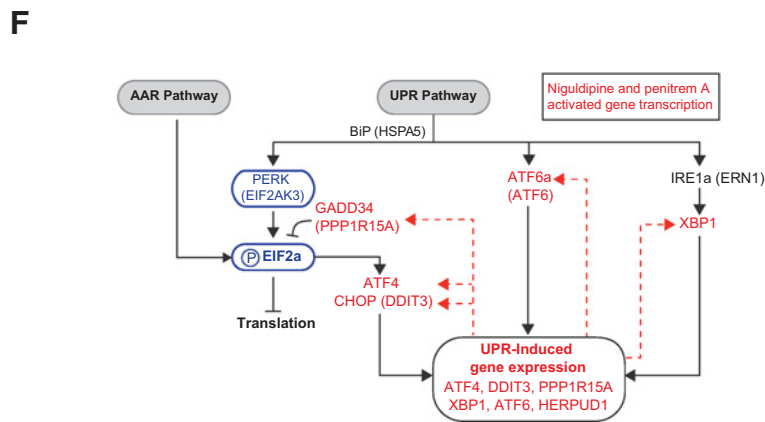 F
AAR Pathway
UPR Pathway
Niguldipine and penitrem A
activated gene transcription
BiP (HSPA5)
PERK
(EIF2AK3)
ATF6a
(ATF6)
IRE1a (ERN1)
GADD34
(PPP1R15A)
XBP1
P EIF2a
ATF4
CHOP (DDIT3)
Translation
UPR-Induced
gene expression
ATF4, DDIT3, PPP1R15A
XBP1, ATF6, HERPUD1